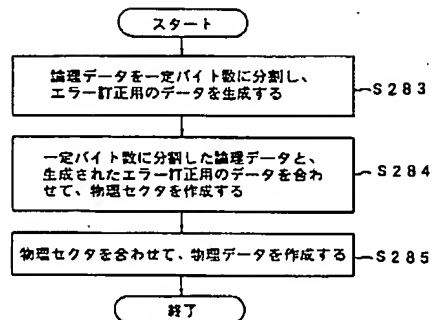 スタート
論理データを一定バイト数に分割し、
エラー訂正用のデータを生成する
S283
一定バイト数に分割した論理データと、
生成されたエラー訂正用のデータを合わ
せて、物理セクタを作成する
S284
物理セクタを合わせて、物理データを作成する
S285
終了